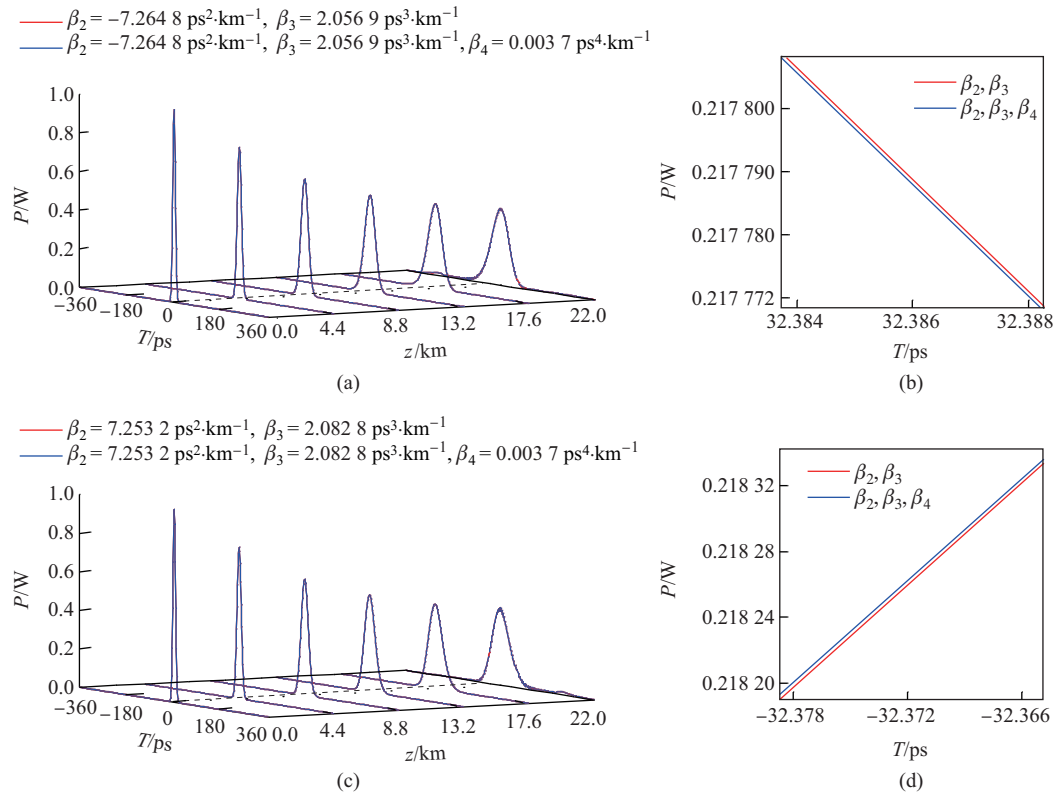 β₂ = −7.264 8 ps²·km⁻¹, β₃ = 2.056 9 ps³·km⁻¹
β₂ = −7.264 8 ps²·km⁻¹, β₃ = 2.056 9 ps³·km⁻¹, β₄ = 0.003 7 ps⁴·km⁻¹
1.0
0.8
0.6
0.4
0.2
0.0
P/W
−360
−180
0
180
360
T/ps
0.0
4.4
8.8
13.2
17.6
22.0
z/km
(a)
β₂, β₃
β₂, β₃, β₄
0.217 800
0.217 790
0.217 780
0.217 772
P/W
32.384
32.386
32.388
T/ps
(b)
β₂ = 7.253 2 ps²·km⁻¹, β₃ = 2.082 8 ps³·km⁻¹
β₂ = 7.253 2 ps²·km⁻¹, β₃ = 2.082 8 ps³·km⁻¹, β₄ = 0.003 7 ps⁴·km⁻¹
1.0
0.8
0.6
0.4
0.2
0.0
P/W
−360
−180
0
180
360
T/ps
0.0
4.4
8.8
13.2
17.6
22.0
z/km
(c)
β₂, β₃
β₂, β₃, β₄
0.218 32
0.218 28
0.218 24
0.218 20
P/W
−32.378
−32.372
−32.366
T/ps
(d)